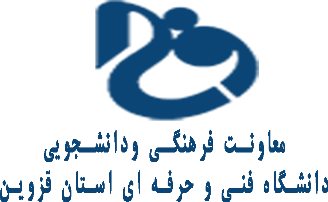 معاونت فرهنگی ودانشجویی
دانشگاه فنی و حرفه ای استان قزوین